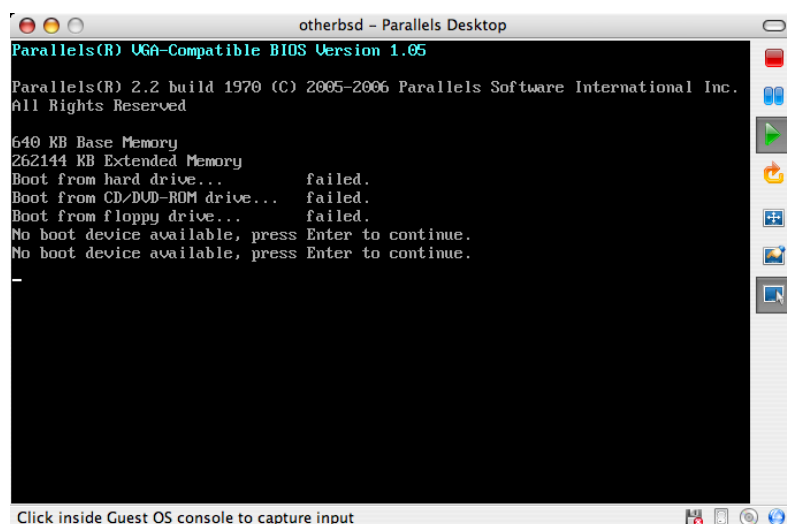 otherbsd – Parallels Desktop
Parallels(R) VGA-Compatible BIOS Version 1.05
Parallels(R) 2.2 build 1970 (C) 2005-2006 Parallels Software International Inc.
All Rights Reserved
640 KB Base Memory
262144 KB Extended Memory
Boot from hard drive... failed.
Boot from CD/DVD-ROM drive... failed.
Boot from floppy drive... failed.
No boot device available, press Enter to continue.
No boot device available, press Enter to continue.
Click inside Guest OS console to capture input